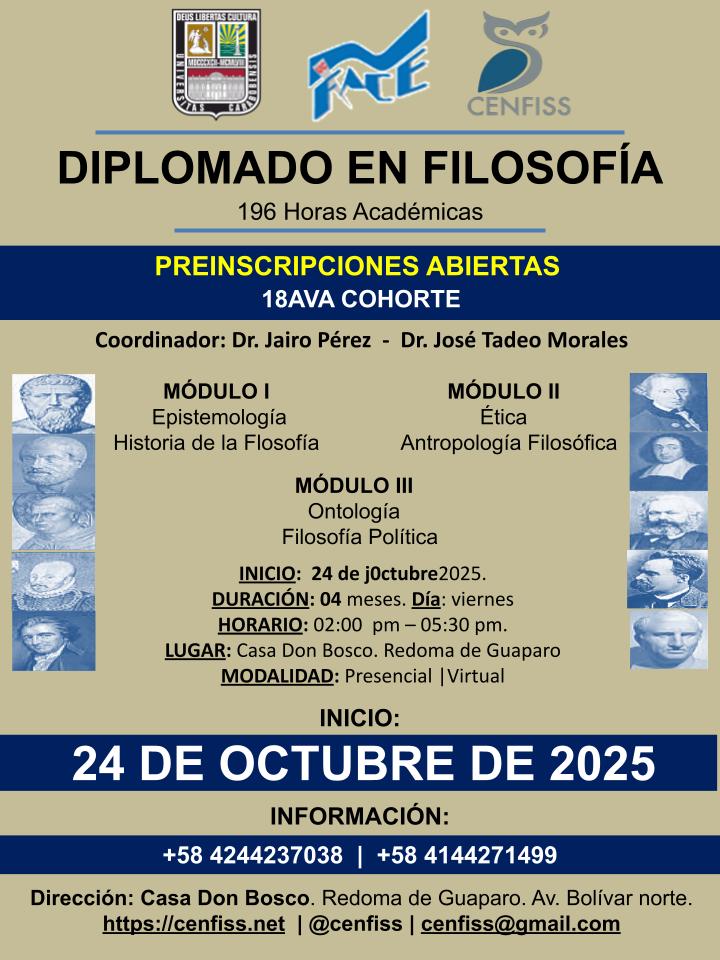 DEUS LIBERTAS CULTURA
UNIVERSITAS CARABOBENSIS
FACE
CENFISS
DIPLOMADO EN FILOSOFÍA
196 Horas Académicas
PREINSCRIPCIONES ABIERTAS
18AVA COHORTE
Coordinador: Dr. Jairo Pérez - Dr. José Tadeo Morales
MÓDULO I
Epistemología
Historia de la Flosofía
MÓDULO II
Ética
Antropología Filosófica
MÓDULO III
Ontología
Filosofía Política
INICIO: 24 de j0ctubre2025.
DURACIÓN: 04 meses. Día: viernes
HORARIO: 02:00 pm – 05:30 pm.
LUGAR: Casa Don Bosco. Redoma de Guaparo
MODALIDAD: Presencial |Virtual
INICIO:
24 DE OCTUBRE DE 2025
INFORMACIÓN:
+58 4244237038 | +58 4144271499
Dirección: Casa Don Bosco. Redoma de Guaparo. Av. Bolívar norte.
https://cenfiss.net | @cenfiss | cenfiss@gmail.com